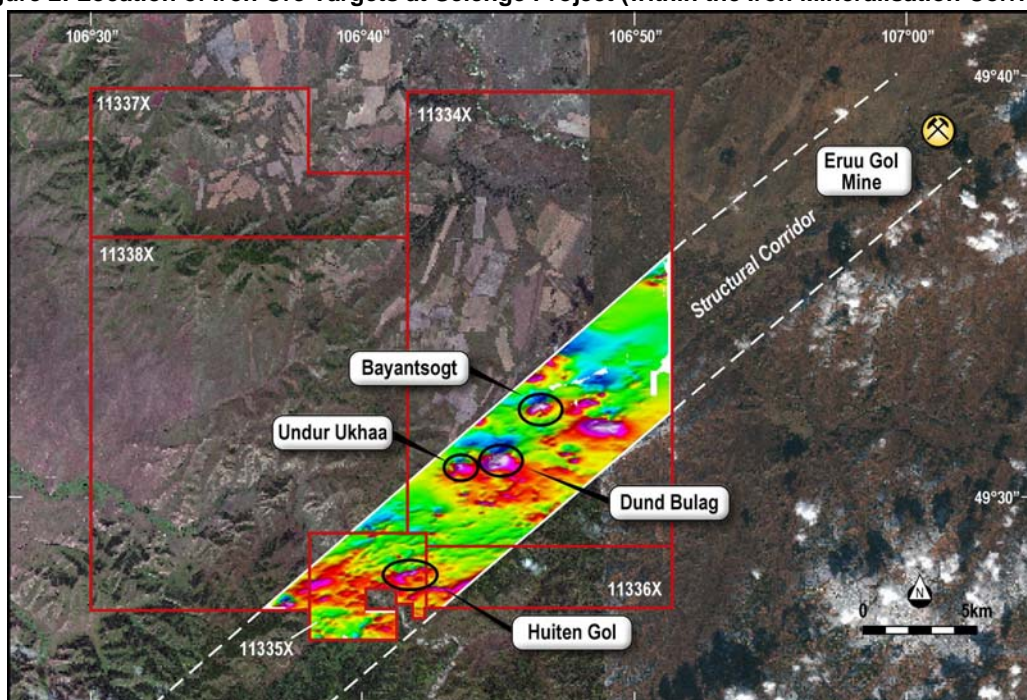 igure 2: Location of Iron Ore Targets at Selenge Project (within the Iron Mineralisation Corri
106°30"
106°40"
106°50"
107°00"
49°40"
11337X
11334X
Eruu Gol
Mine
11338X
Structural Corridor
Bayantsogt
Undur Ukhaa
Dund Bulag
49°30"
11336X
N
0 5km
Huiten Gol
11335X